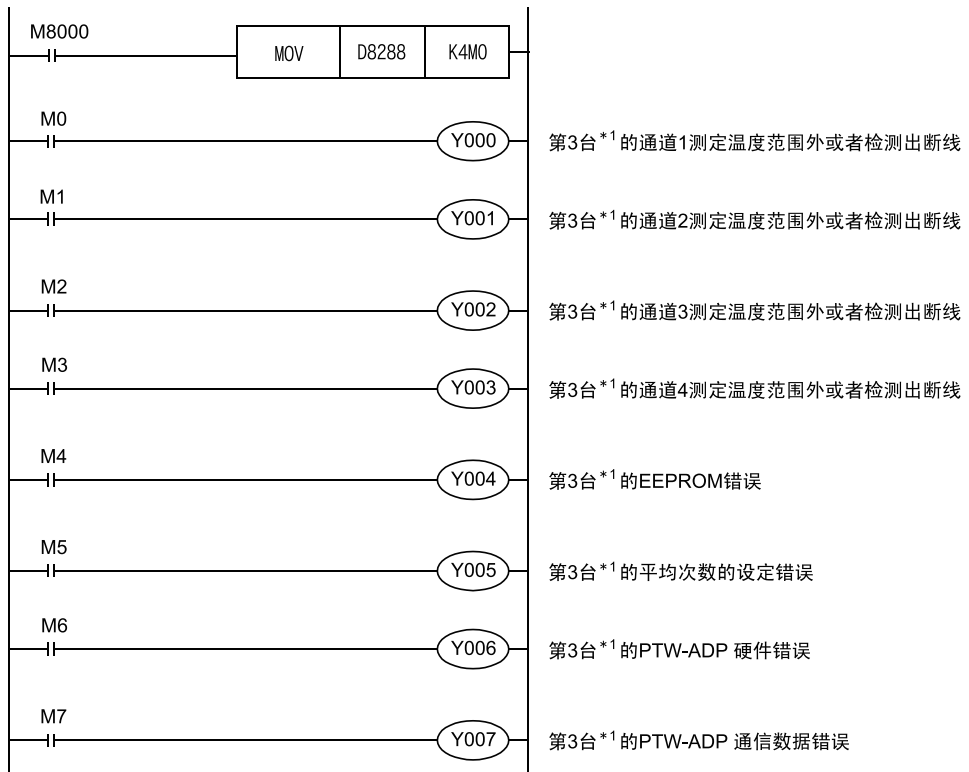 M8000
MOV D8288 K4M0
M0
Y000 第3台*1的通道1测定温度范围外或者检测出断线
M1
Y001 第3台*1的通道2测定温度范围外或者检测出断线
M2
Y002 第3台*1的通道3测定温度范围外或者检测出断线
M3
Y003 第3台*1的通道4测定温度范围外或者检测出断线
M4
Y004 第3台*1的EEPROM错误
M5
Y005 第3台*1的平均次数的设定错误
M6
Y006 第3台*1的PTW-ADP 硬件错误
M7
Y007 第3台*1的PTW-ADP 通信数据错误